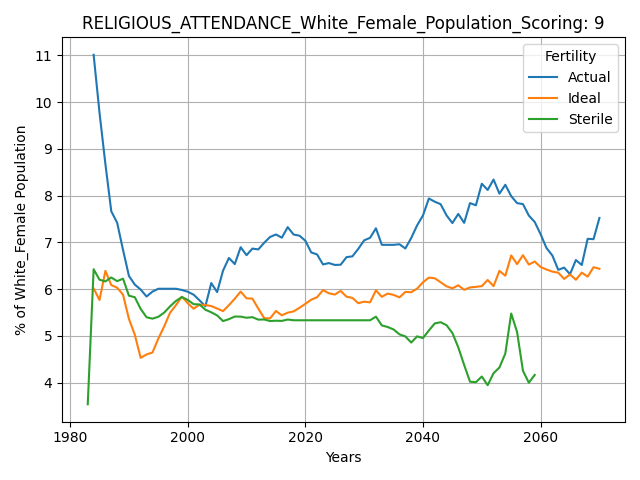 RELIGIOUS_ATTENDANCE_White_Female_Population_Scoring: 9
% of White_Female Population
11
10
9
8
7
6
5
4
Fertility
Actual
Ideal
Sterile
1980 2000 2020 2040 2060
Years